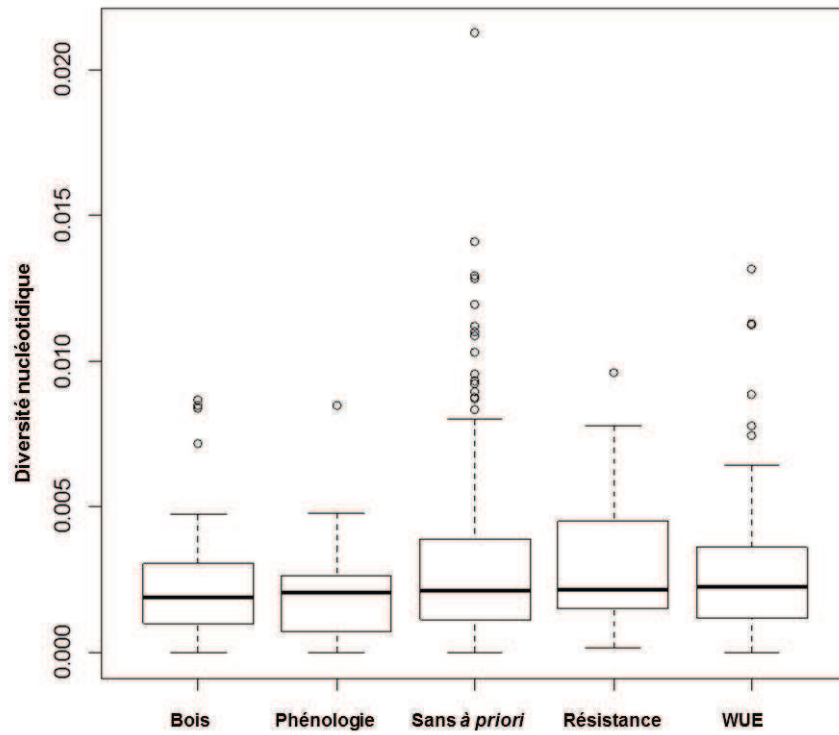 0.020
0.015
0.010
0.005
0.000
Diversité nucléotidique
Bois Phénologie Sans à priori Résistance WUE